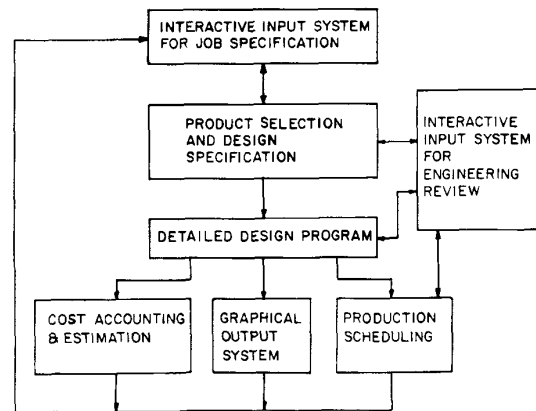 INTERACTIVE INPUT SYSTEM
FOR JOB SPECIFICATION
PRODUCT SELECTION
AND DESIGN
SPECIFICATION
INTERACTIVE
INPUT SYSTEM
FOR
ENGINEERING
REVIEW
DETAILED DESIGN PROGRAM
COST ACCOUNTING
& ESTIMATION
GRAPHICAL
OUTPUT
SYSTEM
PRODUCTION
SCHEDULING